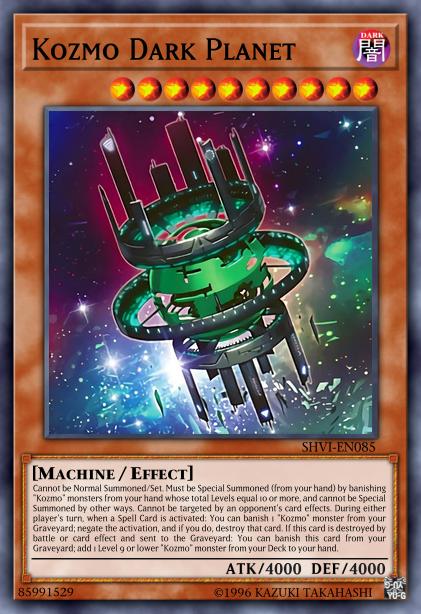 KOZMO DARK PLANET
DARK
闇
SHVI-EN085
[MACHINE / EFFECT]
Cannot be Normal Summoned/Set. Must be Special Summoned (from your hand) by banishing
"Kozmo" monsters from your hand whose total Levels equal 10 or more, and cannot be Special
Summoned by other ways. Cannot be targeted by an opponent's card effects. During either
player's turn, when a Spell Card is activated: You can banish 1 "Kozmo" monster from your
Graveyard; negate the activation, and if you do, destroy that card. If this card is destroyed
by battle or card effect and sent to the Graveyard: You can banish this card from your
Graveyard; add 1 Level 9 or lower "Kozmo" monster from your Deck to your hand.
ATK/4000 DEF/4000
85991529
©1996 KAZUKI TAKAHASHI